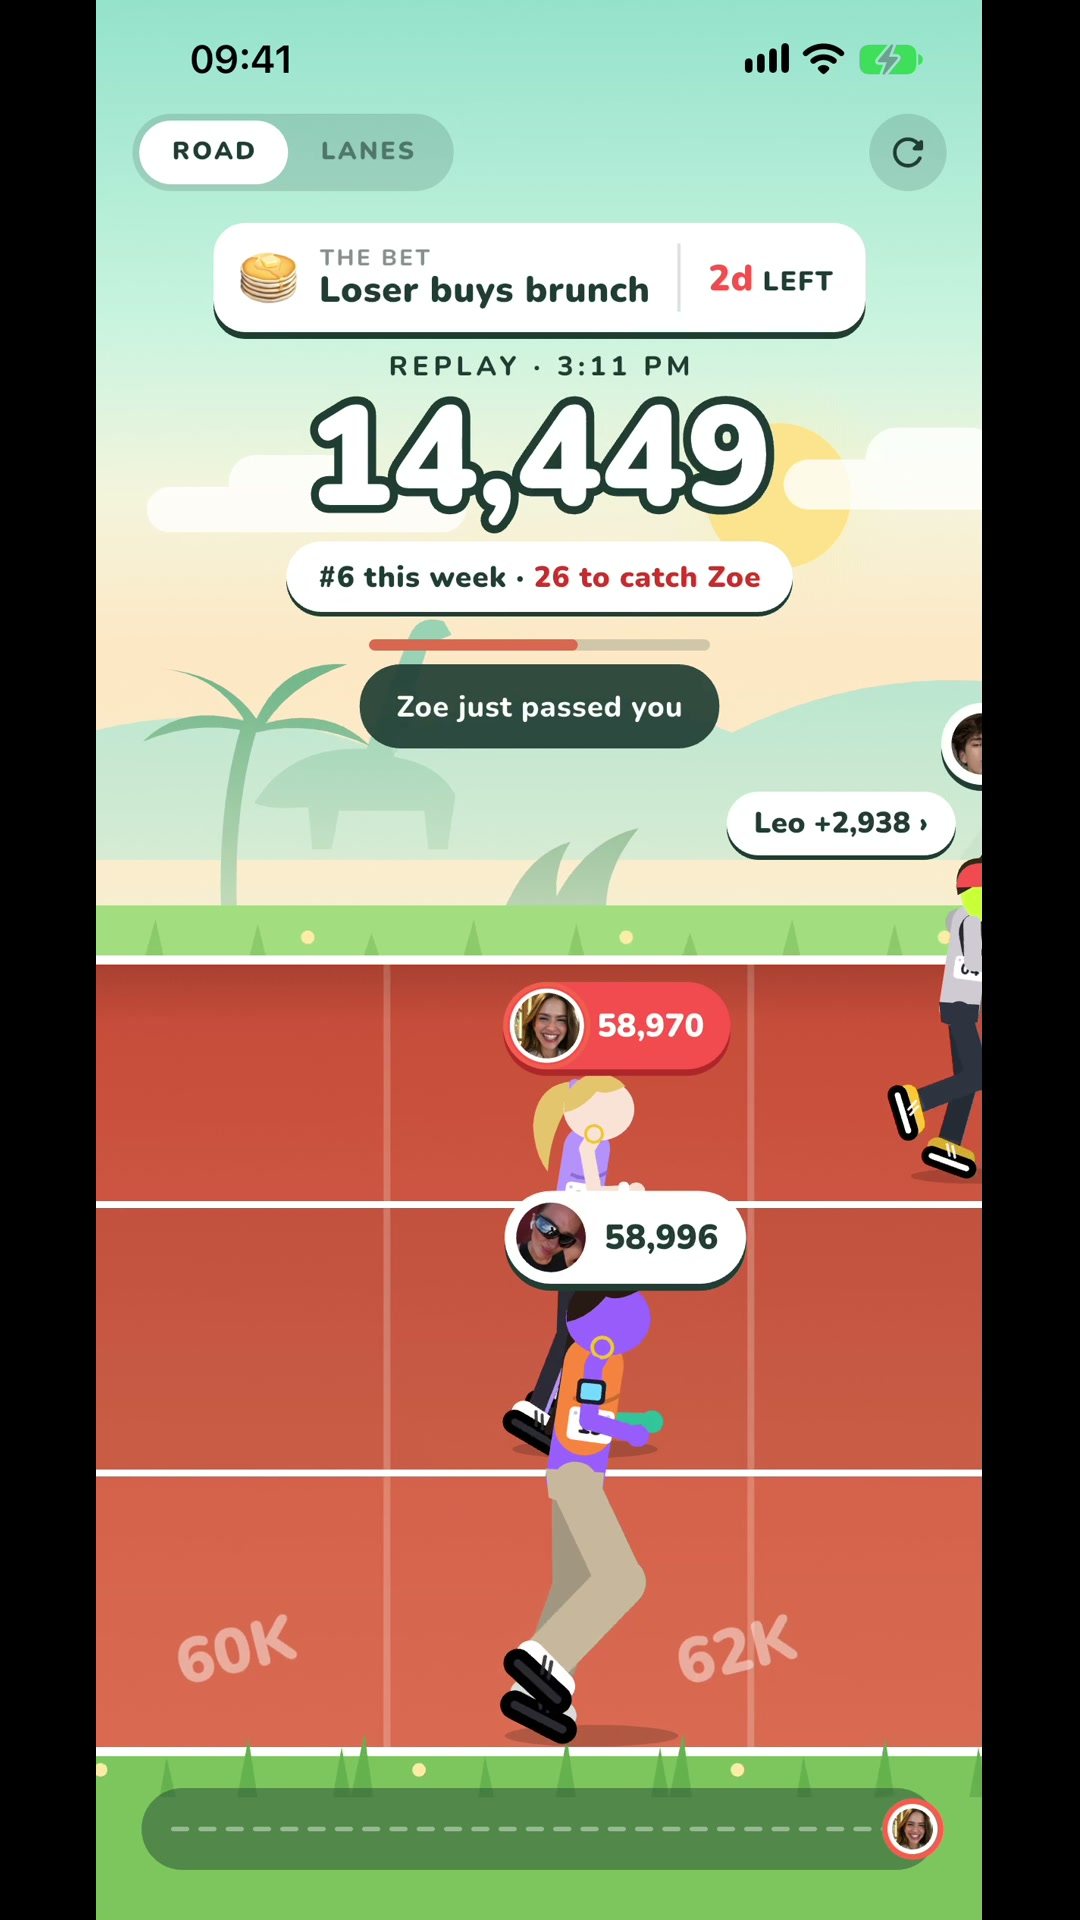 09:41
ROAD LANES
THE BET
Loser buys brunch
2d LEFT
REPLAY · 3:11 PM
14,449
#6 this week · 26 to catch Zoe
Zoe just passed you
Leo +2,938 ›
58,970
58,996
60K 62K